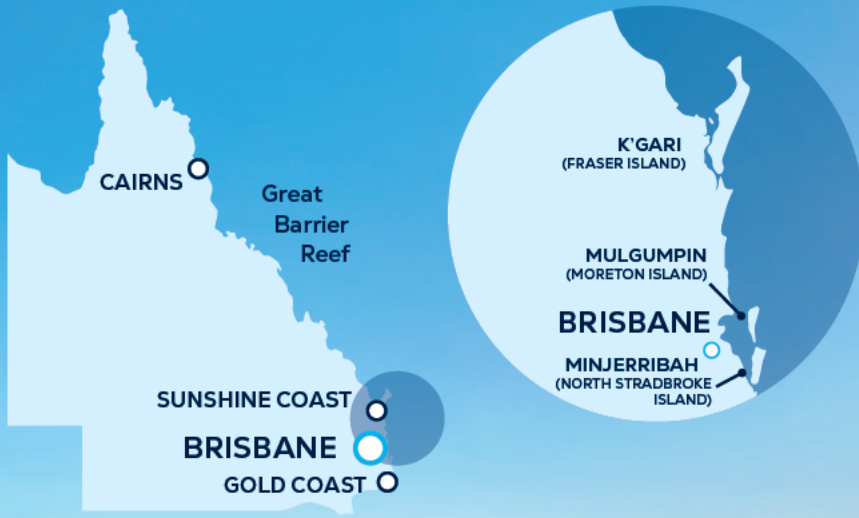 CAIRNS
Great
Barrier
Reef
SUNSHINE COAST
BRISBANE
GOLD COAST
K'GARI
(FRASER ISLAND)
MULGUMPIN
(MORETON ISLAND)
BRISBANE
MINJERRIBAH
(NORTH STRADBROKE
ISLAND)